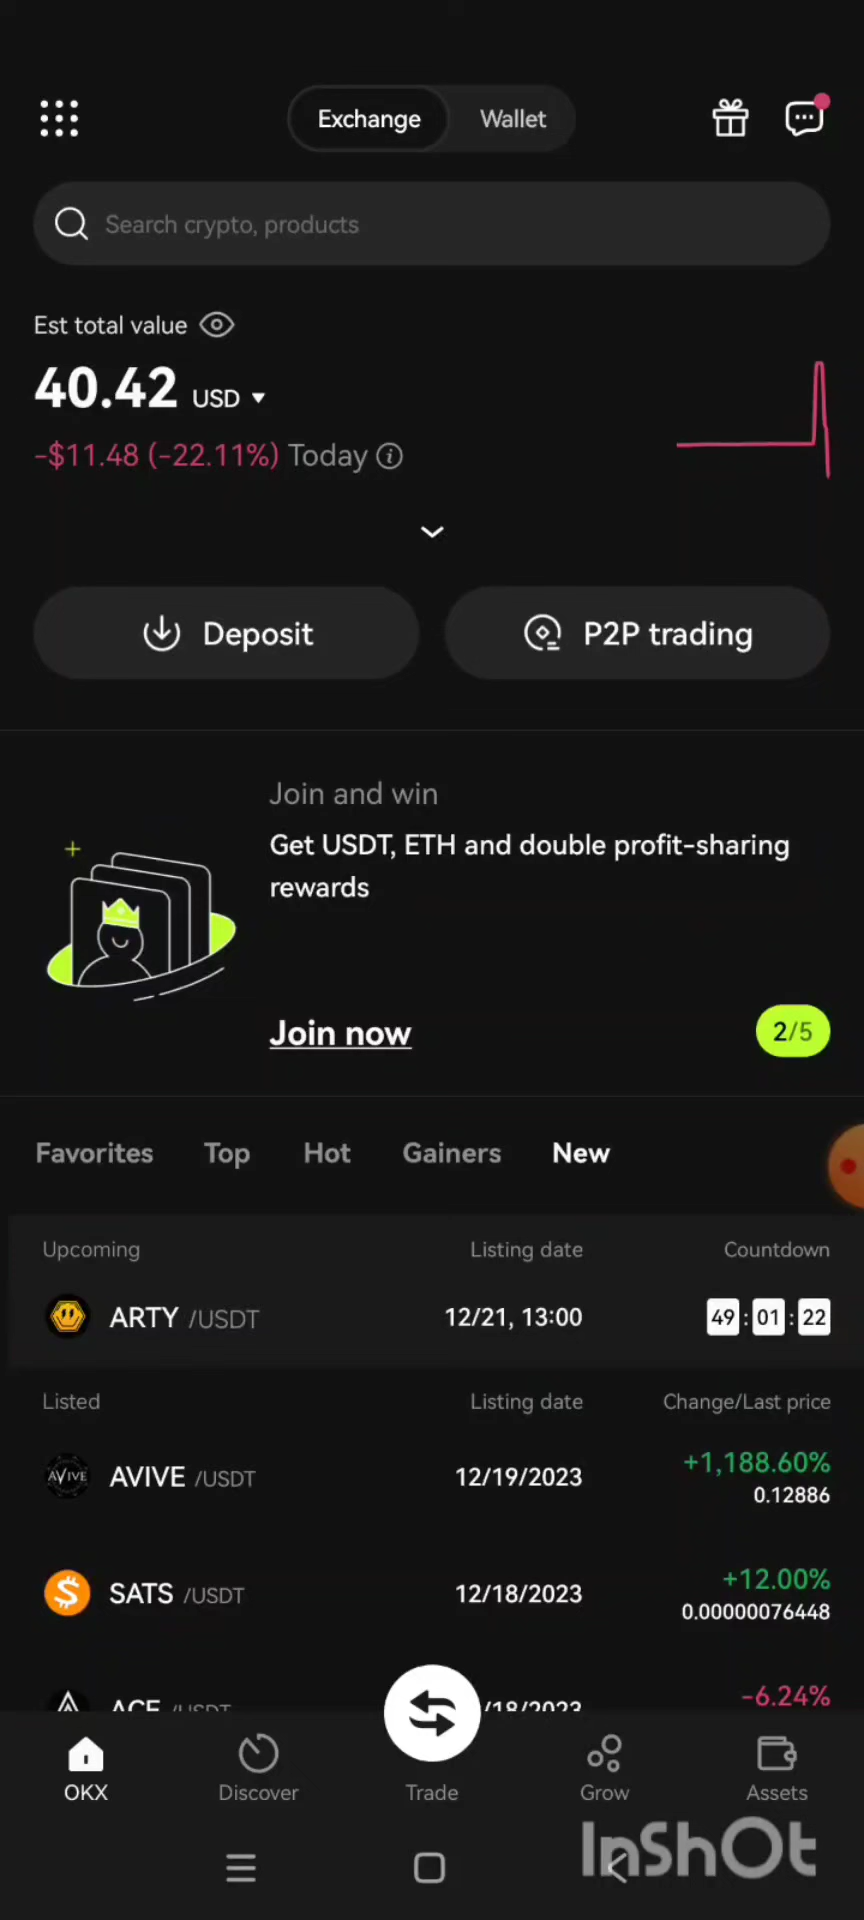 Exchange
Wallet
Search crypto, products
Est total value
40.42 USD
-$11.48 (-22.11%) Today
Deposit
P2P trading
Join and win
Get USDT, ETH and double profit-sharing
rewards
Join now
2/5
Favorites Top Hot Gainers New
Upcoming Listing date Countdown
ARTY /USDT 12/21, 13:00 49 : 01 : 22
Listed Listing date Change/Last price
AVIVE /USDT 12/19/2023 +1,188.60%
0.12886
SATS /USDT 12/18/2023 +12.00%
0.00000076448
ACE /USDT /18/2023 -6.24%
OKX Discover Trade Grow Assets
InShOt